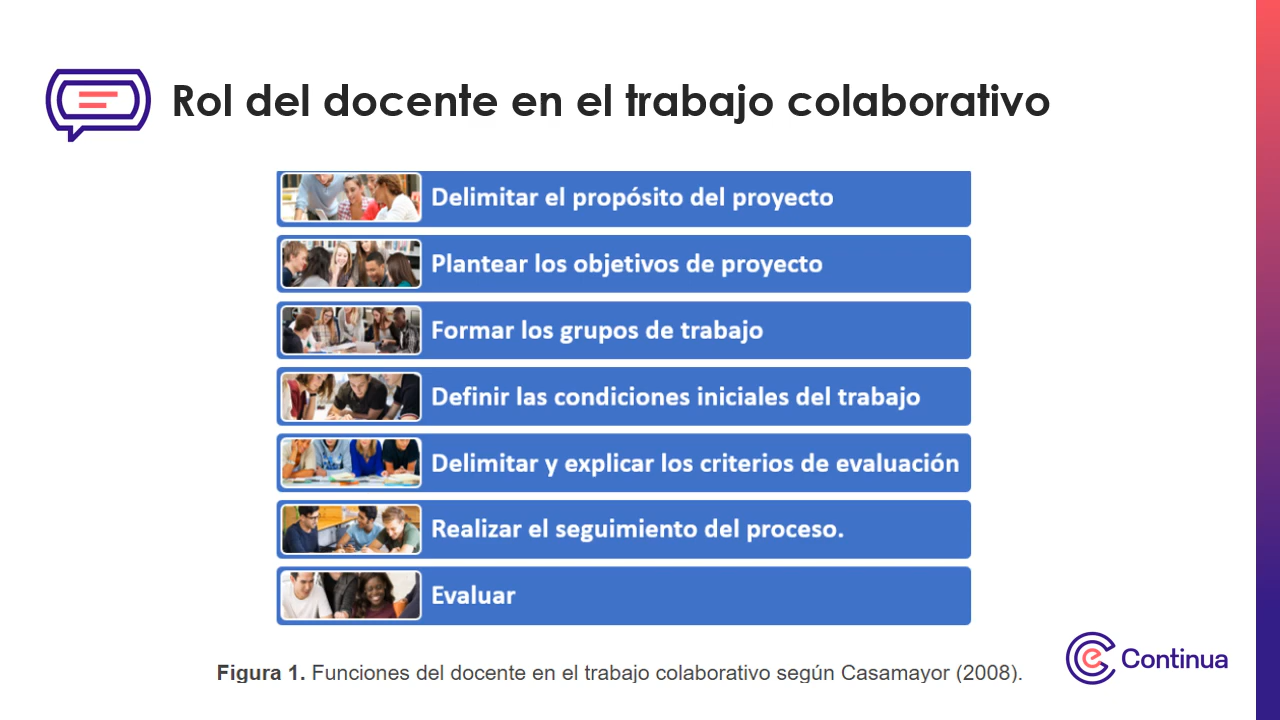 Rol del docente en el trabajo colaborativo
Delimitar el propósito del proyecto
Plantear los objetivos de proyecto
Formar los grupos de trabajo
Definir las condiciones iniciales del trabajo
Delimitar y explicar los criterios de evaluación
Realizar el seguimiento del proceso.
Evaluar
Figura 1. Funciones del docente en el trabajo colaborativo según Casamayor (2008).
e Continua